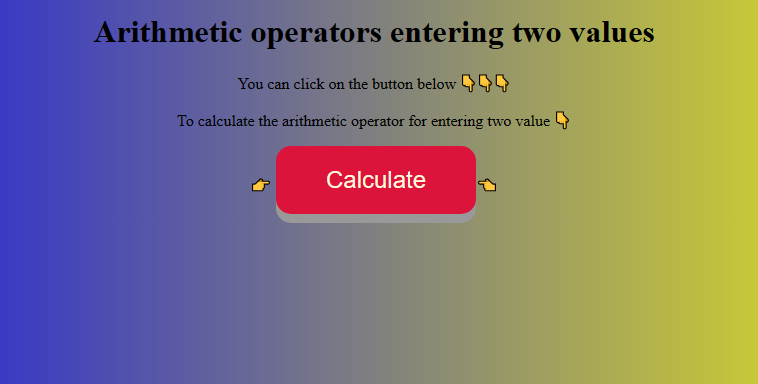 Arithmetic operators entering two values
You can click on the button below 👇👇👇
To calculate the arithmetic operator for entering two value 👇
👉 Calculate 👈